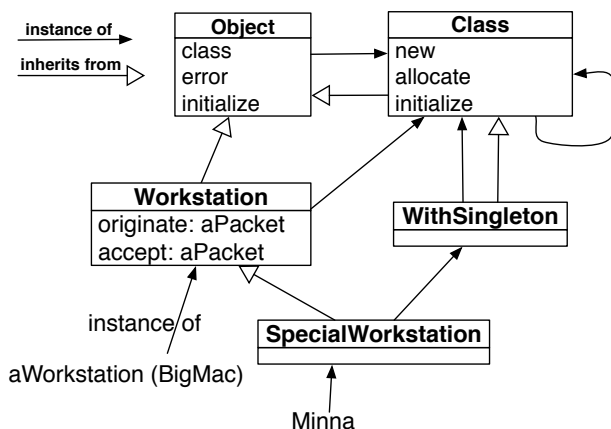 instance of
inherits from
Object
class
error
initialize
Class
new
allocate
initialize
Workstation
originate: aPacket
accept: aPacket
WithSingleton
instance of
aWorkstation (BigMac)
SpecialWorkstation
Minna